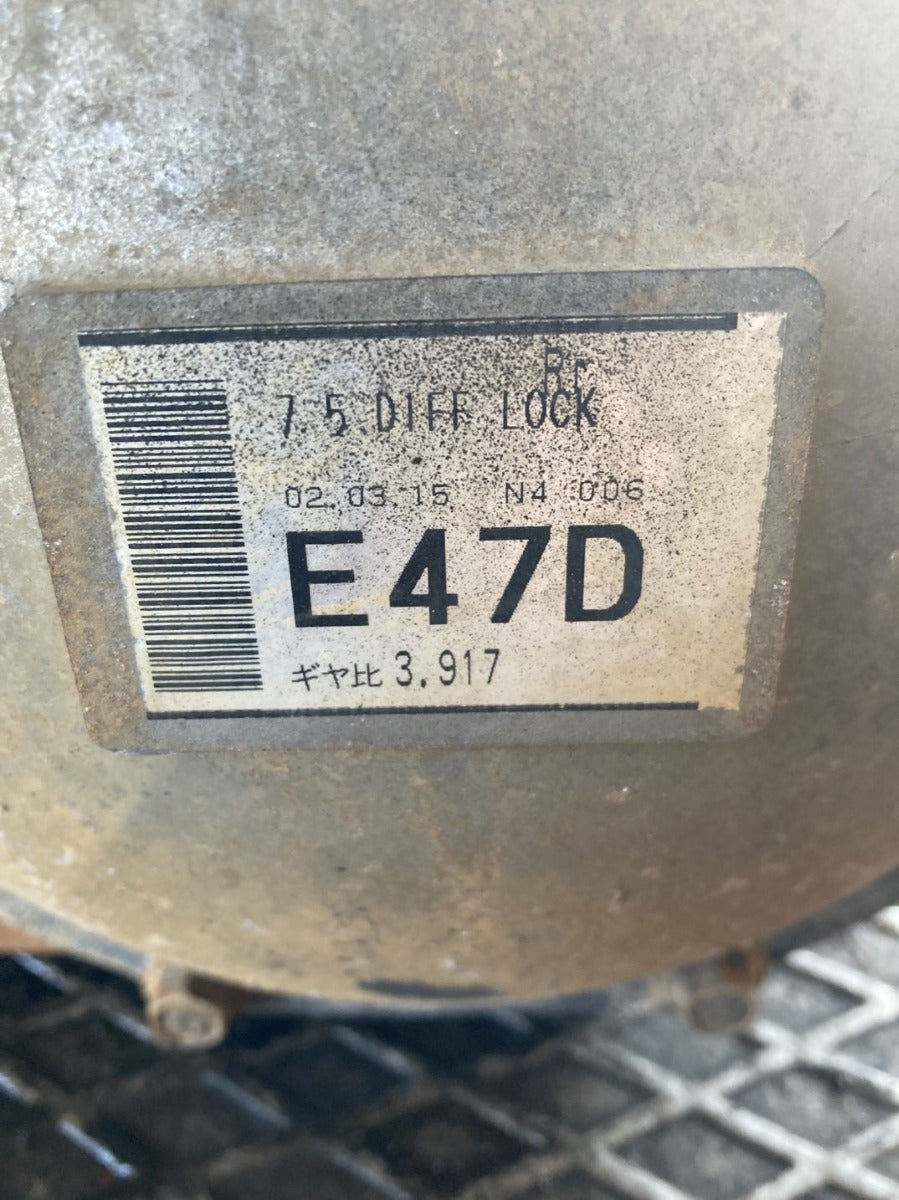 Rr
7.5 DIFF LOCK
02.03.15 N4 006
E47D
ギヤ比 3.917